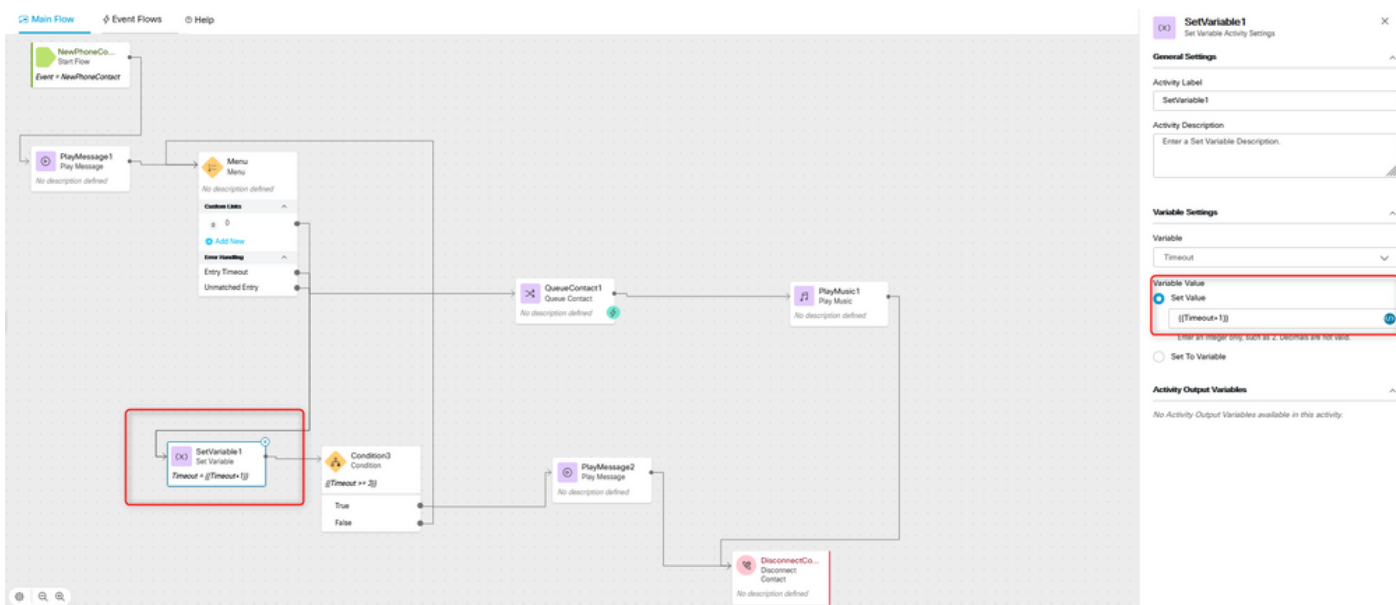 Main Flow
Event Flows
Help
NewPhoneCo...
Start Flow
Event = NewPhoneContact
PlayMessage1
Play Message
No description defined
Menu
Menu
No description defined
Custom Links
0
Add New
Error Handling
Entry Timeout
Unmatched Entry
QueueContact1
Queue Contact
No description defined
PlayMusic1
Play Music
No description defined
SetVariable1
Set Variable
Timeout = {{Timeout+1}}
Condition3
Condition
True
False
PlayMessage2
Play Message
No description defined
DisconnectCo...
Disconnect
Contact
No description defined
SetVariable1
Set Variable Activity Settings
General Settings
Activity Label
SetVariable1
Activity Description
Enter a Set Variable Description.
Variable Settings
Variable
Timeout
Variable Value
Set Value
{{Timeout+1}}
Enter an integer only, such as 2. Decimals are not valid.
Set To Variable
Activity Output Variables
No Activity Output Variables available in this activity.